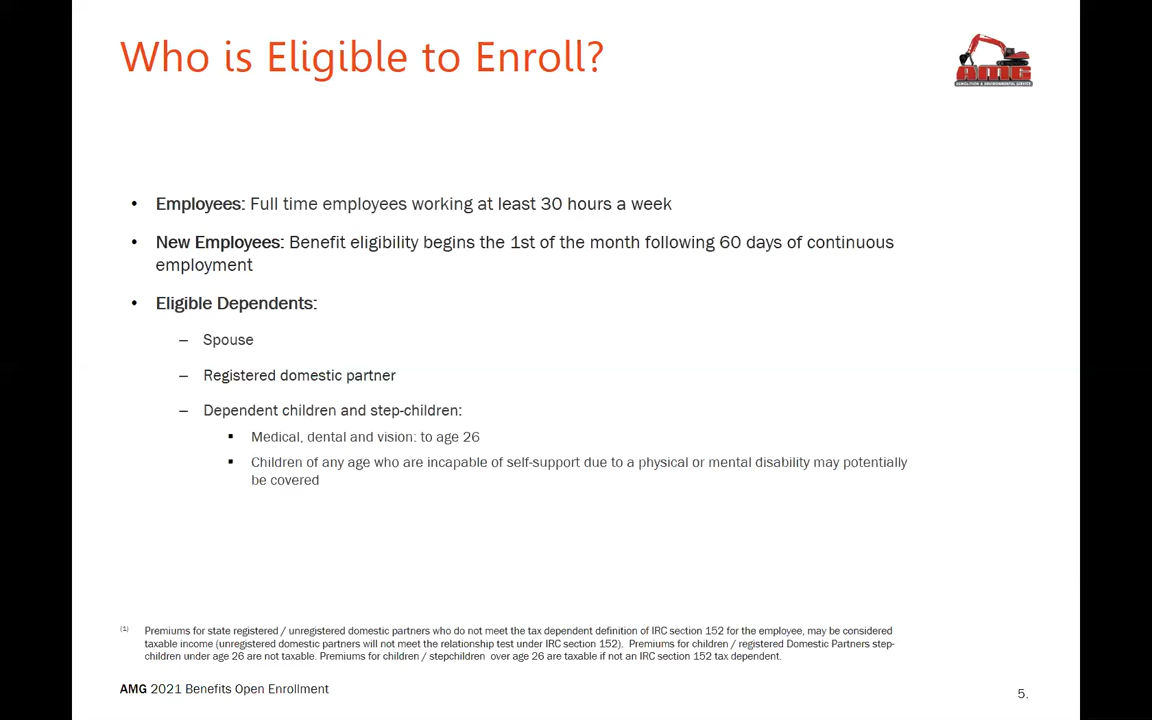 Who is Eligible to Enroll?
AMG
DEMOLITION & ENVIRONMENTAL SERVICE
• Employees: Full time employees working at least 30 hours a week
• New Employees: Benefit eligibility begins the 1st of the month following 60 days of continuous
employment
• Eligible Dependents:
– Spouse
– Registered domestic partner
– Dependent children and step-children:
▪ Medical, dental and vision: to age 26
▪ Children of any age who are incapable of self-support due to a physical or mental disability may potentially
be covered
(1) Premiums for state registered / unregistered domestic partners who do not meet the tax dependent definition of IRC section 152 for the employee, may be considered
taxable income (unregistered domestic partners will not meet the relationship test under IRC section 152). Premiums for children / registered Domestic Partners step-
children under age 26 are not taxable. Premiums for children / stepchildren over age 26 are taxable if not an IRC section 152 tax dependent.
AMG 2021 Benefits Open Enrollment
5.